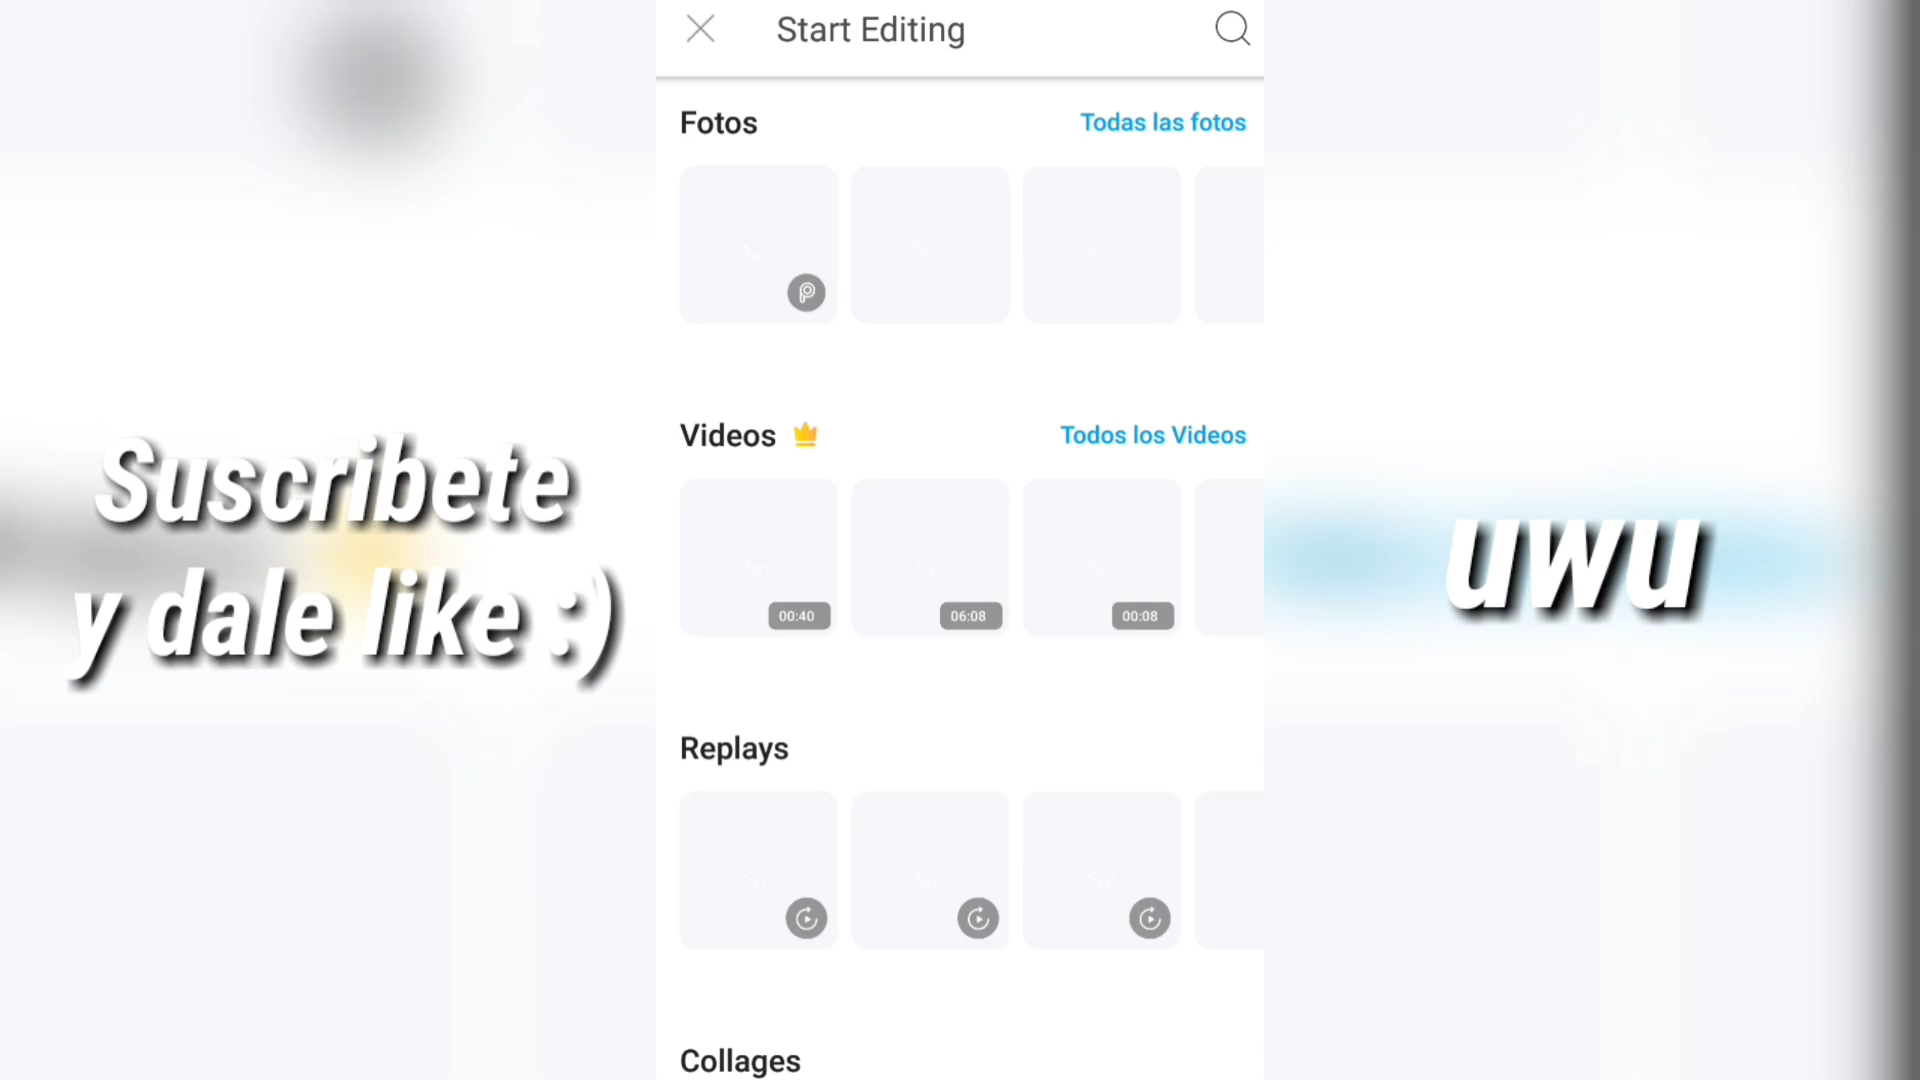 Start Editing
Fotos
Todas las fotos
Videos
Todos los Videos
Suscribete
y dale like :)
uwu
00:40
06:08
00:08
Replays
Collages